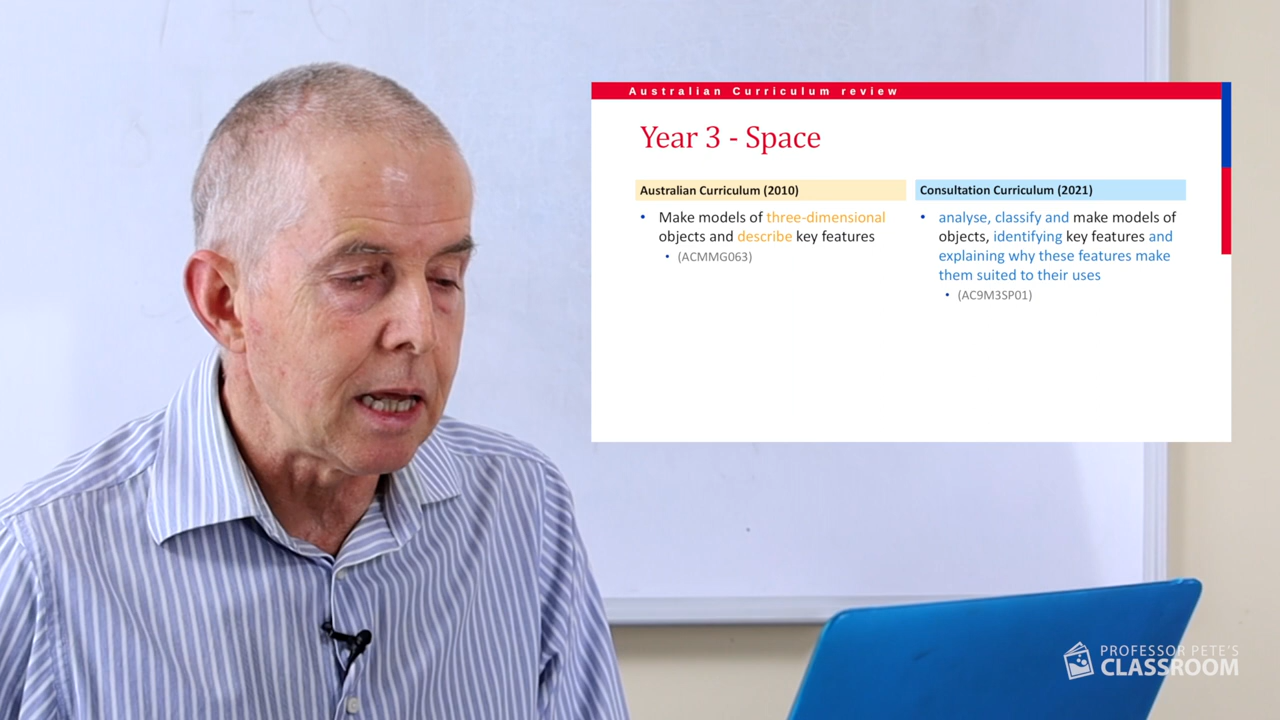 Australian Curriculum review
Year 3 - Space
Australian Curriculum (2010)
• Make models of three-dimensional
objects and describe key features
• (ACMMG063)
Consultation Curriculum (2021)
• analyse, classify and make models of
objects, identifying key features and
explaining why these features make
them suited to their uses
• (AC9M3SP01)
PROFESSOR PETE'S
CLASSROOM